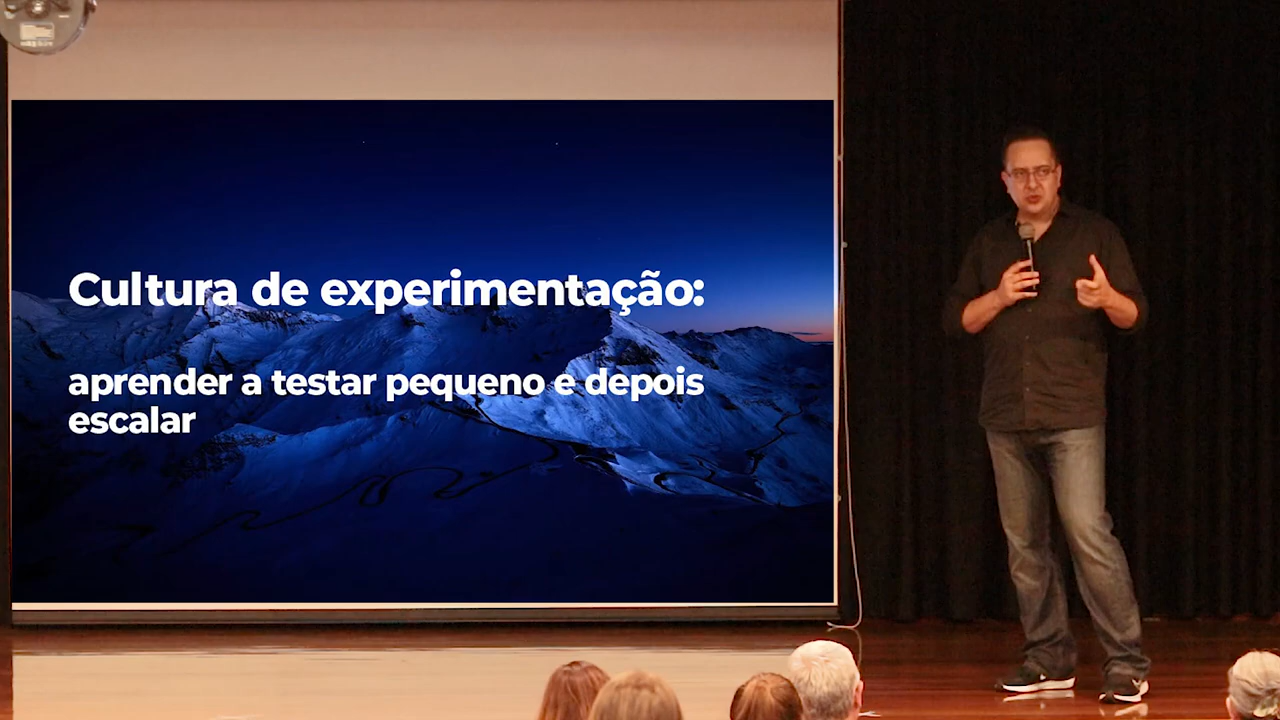 Cultura de experimentação:
aprender a testar pequeno e depois
escalar